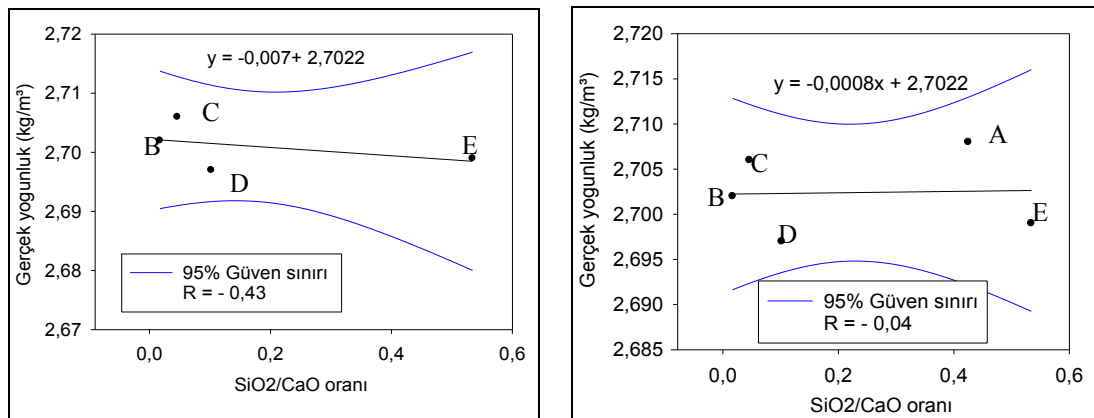 2,72
2,71
2,70
2,69
2,68
2,67
Gerçek yogunluk (kg/m³)
y = -0,007+ 2,7022
C
B
E
D
95% Güven sınırı
R = - 0,43
0,0 0,2 0,4 0,6
SiO2/CaO oranı
2,720
2,715
2,710
2,705
2,700
2,695
2,690
2,685
Gerçek yogunluk (kg/m³)
y = -0,0008x + 2,7022
A
C
B
E
D
95% Güven sınırı
R = - 0,04
0,0 0,2 0,4 0,6
SiO2/CaO oranı